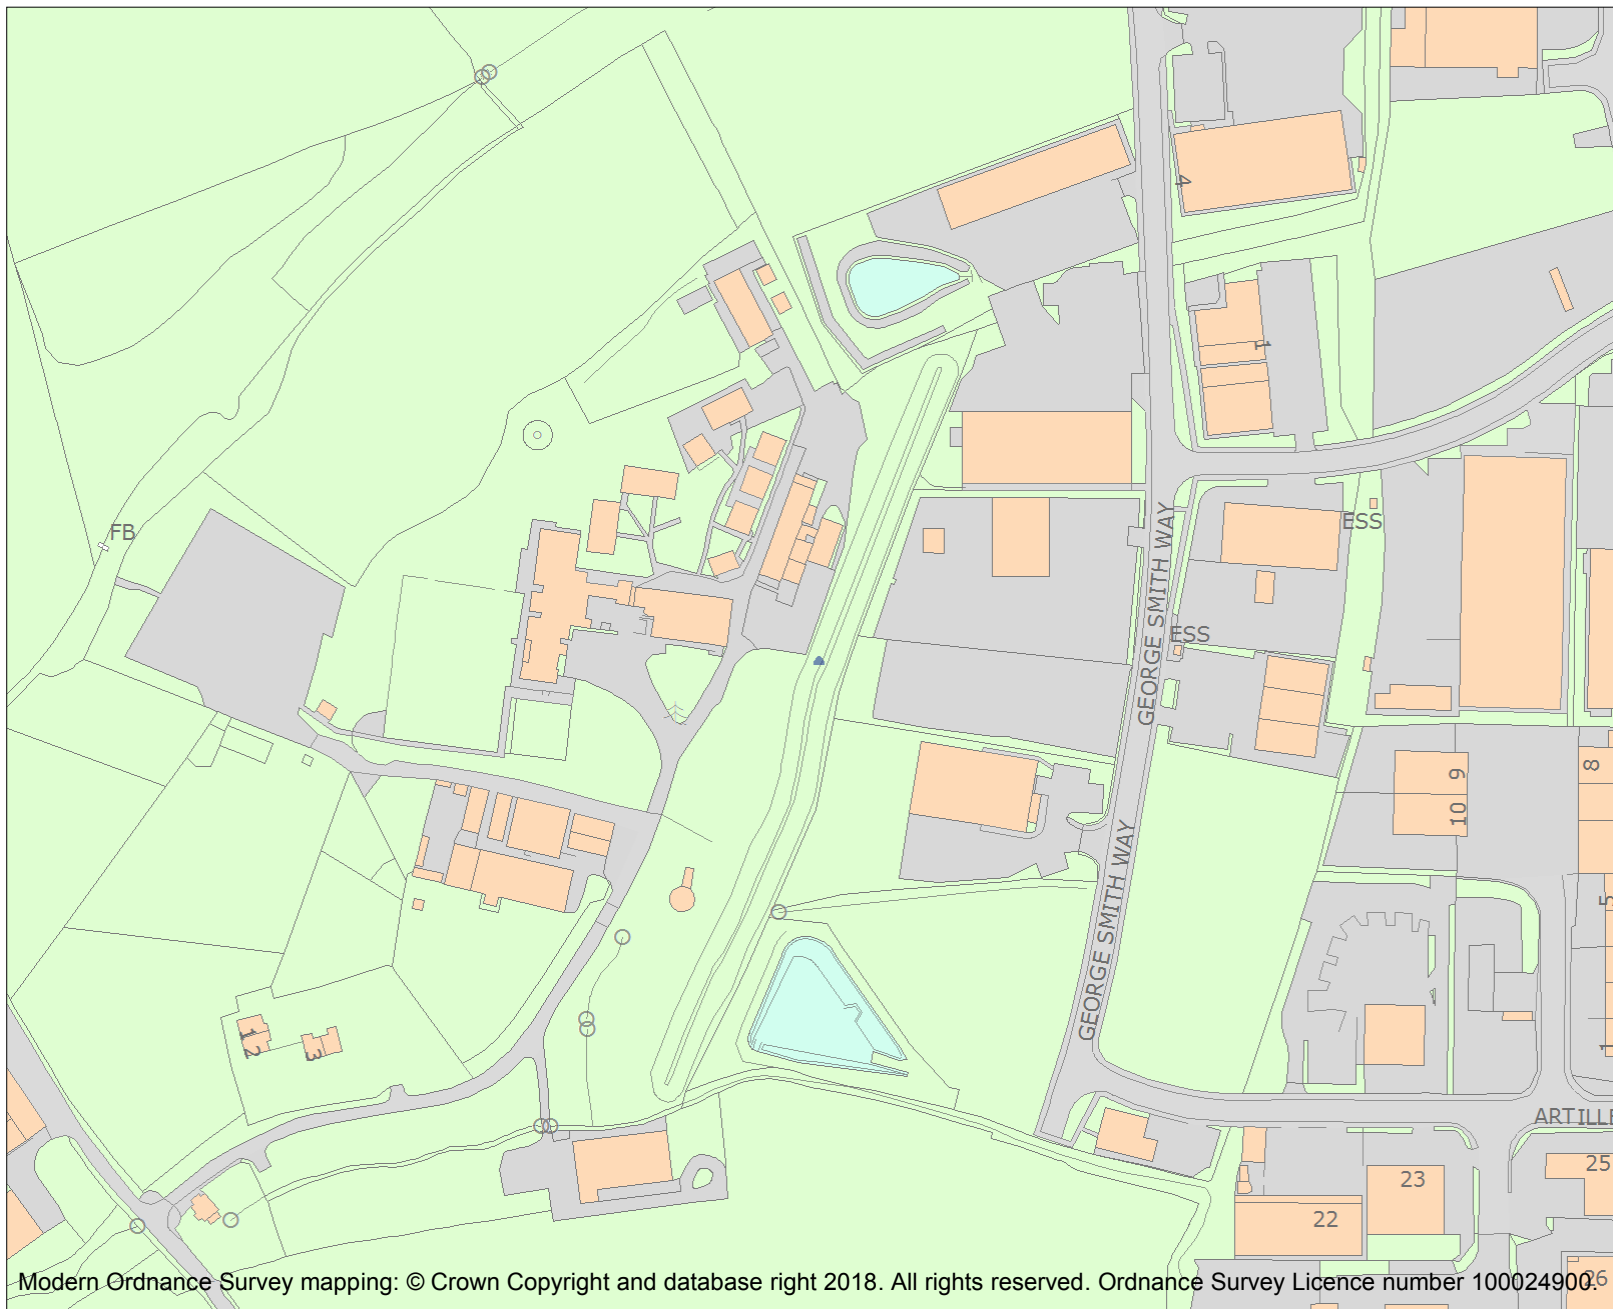 4
1
FB
ESS
GEORGE SMITH WAY
ESS
9
8
10
GEORGE SMITH WAY
5
1
2
3
1
ARTILLE
25
23
22
26
Modern Ordnance Survey mapping: © Crown Copyright and database right 2018. All rights reserved. Ordnance Survey Licence number 100024900.